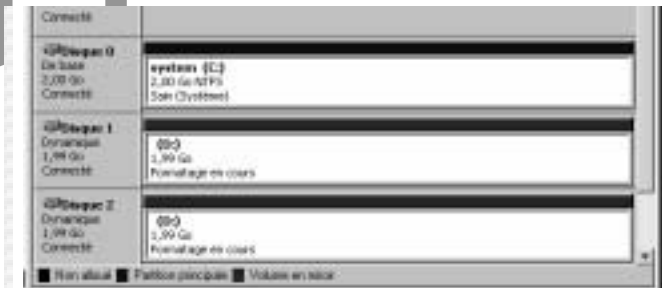 Connecté
Disque 0
De base
2,00 Go
Connecté
system (C:)
2,00 Go NTFS
Sain (Système)
Disque 1
Dynamique
1,99 Go
Connecté
1,99 Go
Formatage en cours
Disque 2
Dynamique
1,99 Go
Connecté
1,99 Go
Formatage en cours
Non alloué Partition principale Volume en miroir